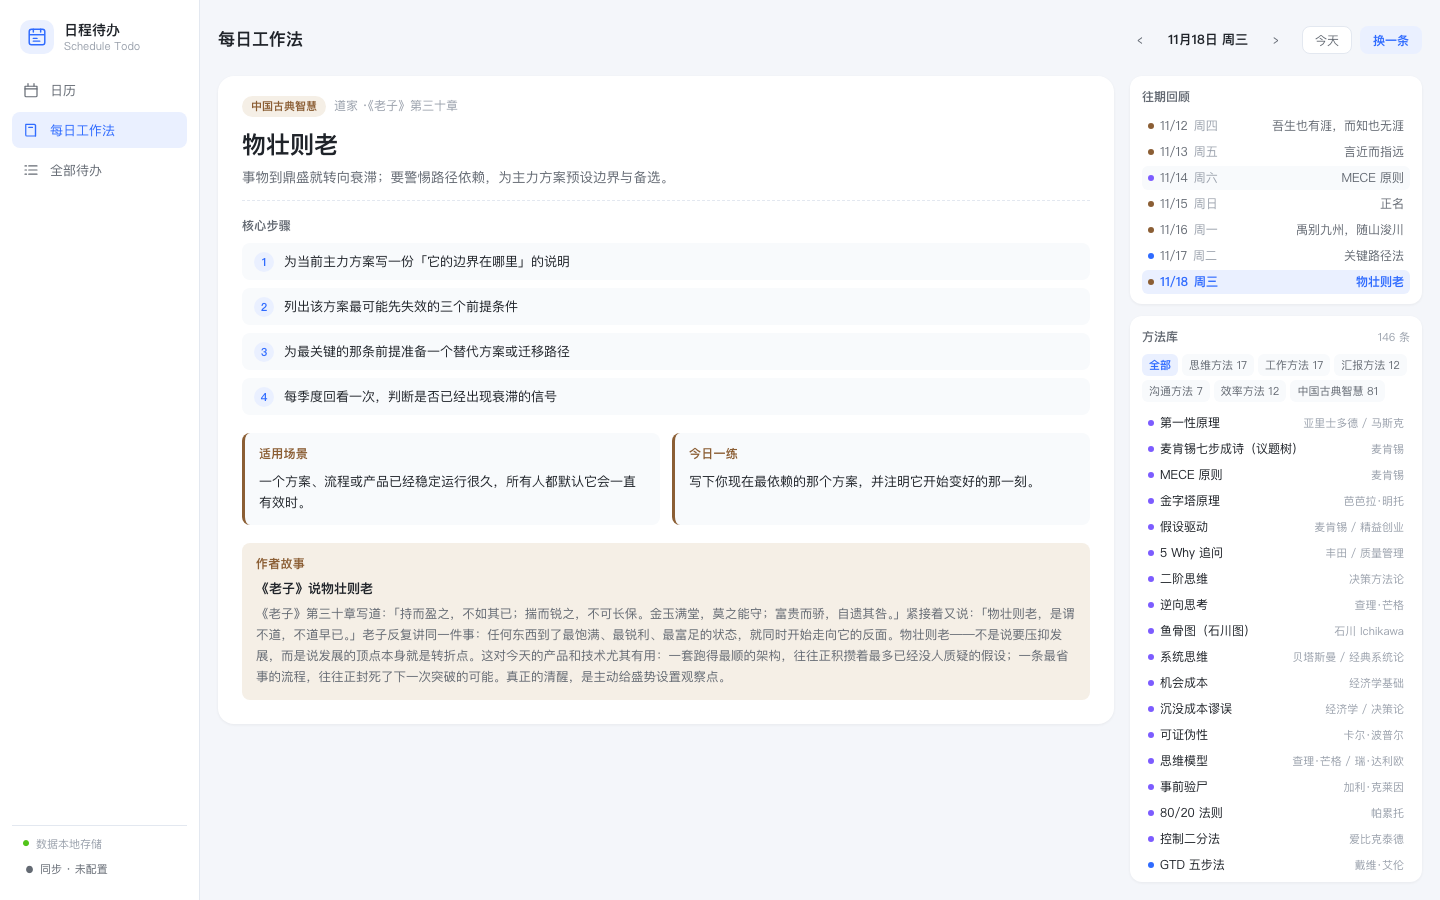 日程待办
Schedule Todo
日历
每日工作法
全部待办
数据本地存储
同步 · 未配置
每日工作法
‹ 11月18日 周三 ›
今天
换一条
中国古典智慧 道家 ·《老子》第三十章
物壮则老
事物到鼎盛就转向衰滞；要警惕路径依赖，为主力方案预设边界与备选。
核心步骤
1 为当前主力方案写一份「它的边界在哪里」的说明
2 列出该方案最可能先失效的三个前提条件
3 为最关键的那条前提准备一个替代方案或迁移路径
4 每季度回看一次，判断是否已经出现衰滞的信号
适用场景
一个方案、流程或产品已经稳定运行很久，所有人都默认它会一直
有效时。
今日一练
写下你现在最依赖的那个方案，并注明它开始变好的那一刻。
作者故事
《老子》说物壮则老
《老子》第三十章写道：「持而盈之，不如其已；揣而锐之，不可长保。金玉满堂，莫之能守；富贵而骄，自遗其咎。」紧接着又说：「物壮则老，是谓
不道，不道早已。」老子反复讲同一件事：任何东西到了最饱满、最锐利、最富足的状态，就同时开始走向它的反面。物壮则老——不是说要压抑发
展，而是说发展的顶点本身就是转折点。这对今天的产品和技术尤其有用：一套跑得最顺的架构，往往正积攒着最多已经没人质疑的假设；一条最省
事的流程，往往正封死了下一次突破的可能。真正的清醒，是主动给盛势设置观察点。
往期回顾
11/12 周四 吾生也有涯，而知也无涯
11/13 周五 言近而指远
11/14 周六 MECE 原则
11/15 周日 正名
11/16 周一 禹别九州，随山浚川
11/17 周二 关键路径法
11/18 周三 物壮则老
方法库 146 条
全部 思维方法 17 工作方法 17 汇报方法 12
沟通方法 7 效率方法 12 中国古典智慧 81
第一性原理 亚里士多德 / 马斯克
麦肯锡七步成诗（议题树） 麦肯锡
MECE 原则 麦肯锡
金字塔原理 芭芭拉·明托
假设驱动 麦肯锡 / 精益创业
5 Why 追问 丰田 / 质量管理
二阶思维 决策方法论
逆向思考 查理·芒格
鱼骨图（石川图） 石川 Ichikawa
系统思维 贝塔斯曼 / 经典系统论
机会成本 经济学基础
沉没成本谬误 经济学 / 决策论
可证伪性 卡尔·波普尔
思维模型 查理·芒格 / 瑞·达利欧
事前验尸 加利·克莱因
80/20 法则 帕累托
控制二分法 爱比克泰德
GTD 五步法 戴维·艾伦